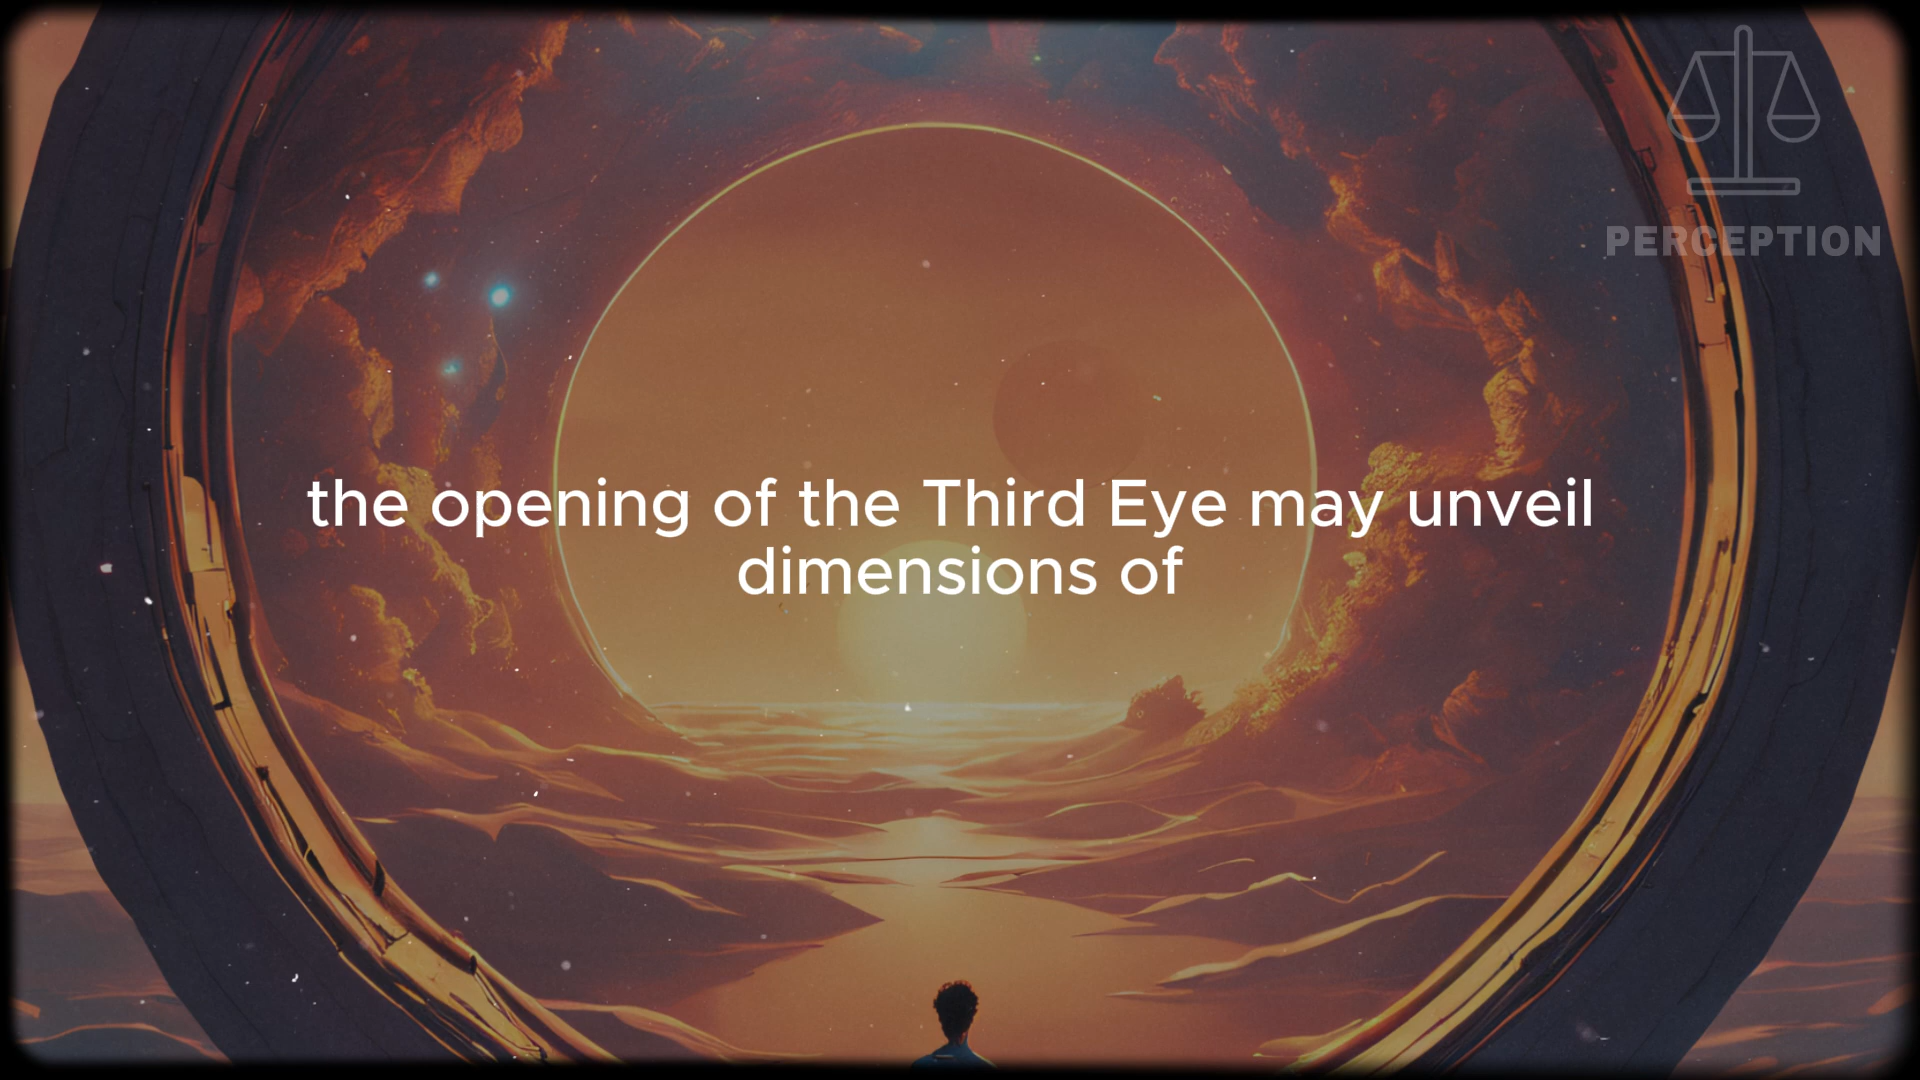 PERCEPTION
the opening of the Third Eye may unveil
dimensions of